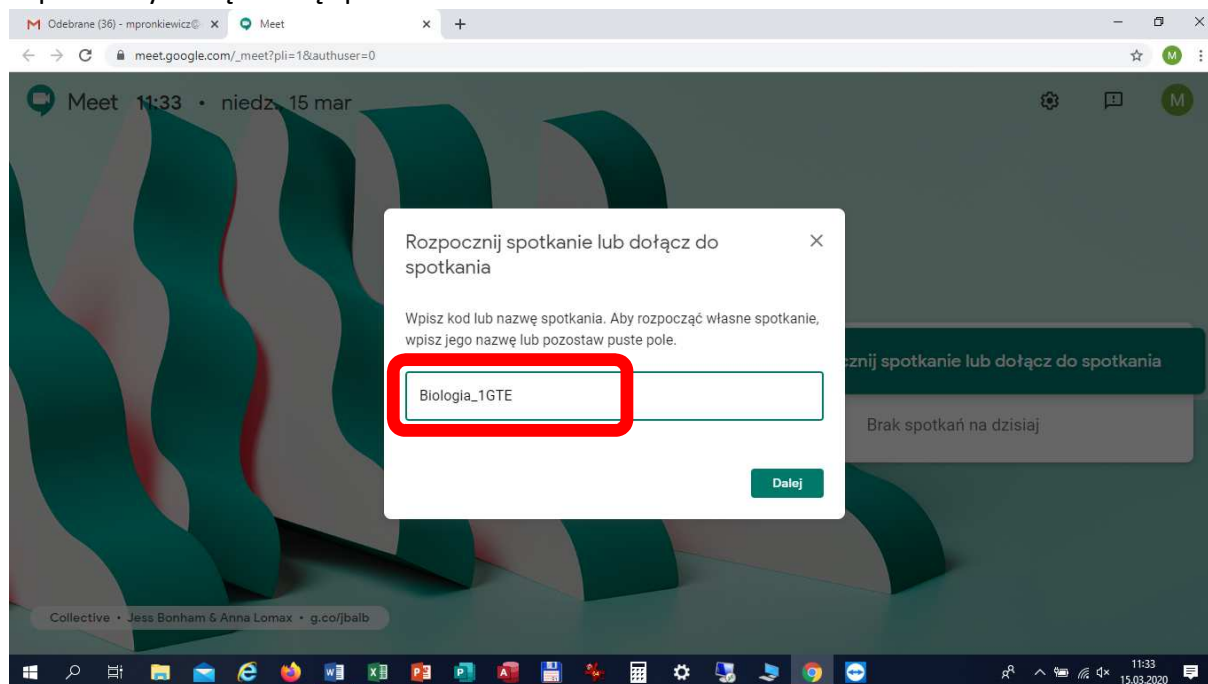 Odebrane (36) - mpronkiewicz@ Meet
meet.google.com/_meet?pli=1&authuser=0
M
Meet 11:33 • niedz., 15 mar
M
Rozpocznij spotkanie lub dołącz do
spotkania
Wpisz kod lub nazwę spotkania. Aby rozpocząć własne spotkanie,
wpisz jego nazwę lub pozostaw puste pole.
Biologia_1GTE
Dalej
znij spotkanie lub dołącz do spotkania
Brak spotkań na dzisiaj
Collective • Jess Bonham & Anna Lomax • g.co/jbalb
11:33
15.03.2020